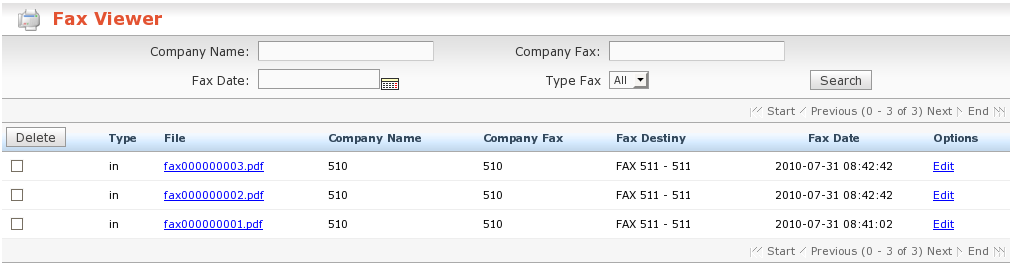 Fax Viewer
Company Name: Company Fax:
Fax Date: Type Fax All Search
Start Previous (0 - 3 of 3) Next End
Delete Type File Company Name Company Fax Fax Destiny Fax Date Options
in fax000000003.pdf 510 510 FAX 511 - 511 2010-07-31 08:42:42 Edit
in fax000000002.pdf 510 510 FAX 511 - 511 2010-07-31 08:42:42 Edit
in fax000000001.pdf 510 510 FAX 511 - 511 2010-07-31 08:41:02 Edit
Start Previous (0 - 3 of 3) Next End